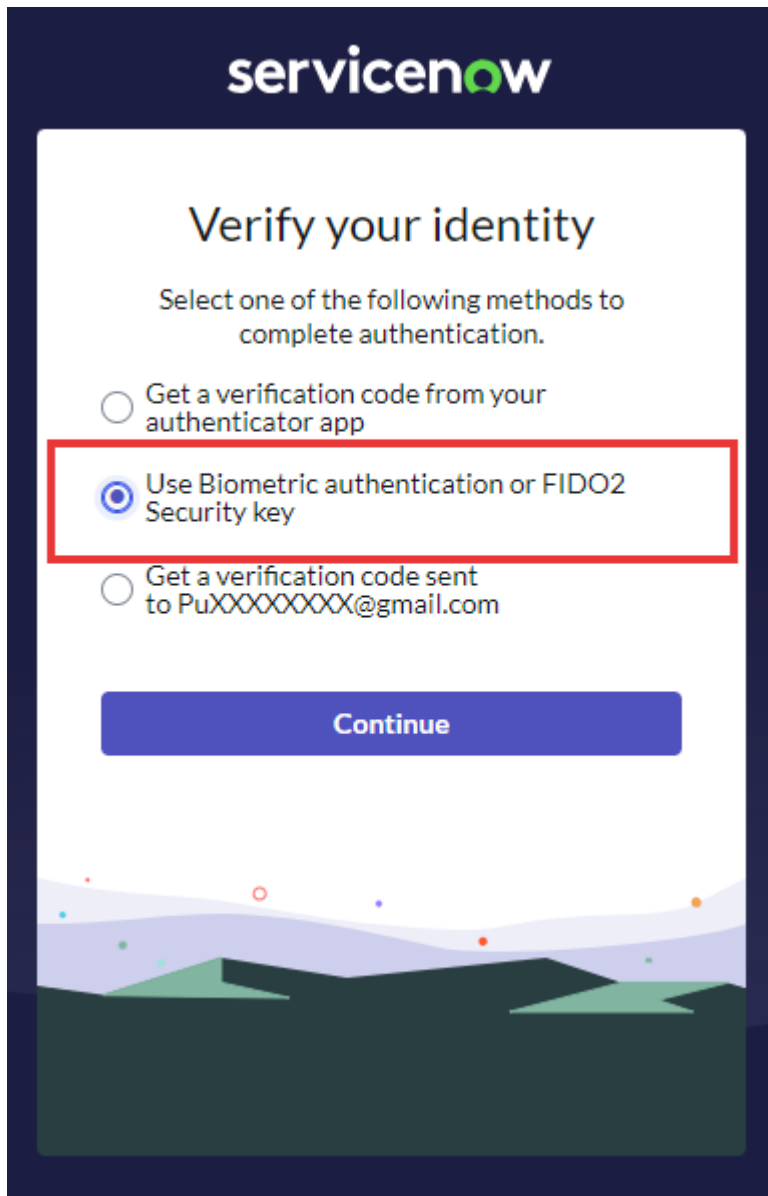 servicenow
Verify your identity
Select one of the following methods to
complete authentication.
Get a verification code from your
authenticator app
Use Biometric authentication or FIDO2
Security key
Get a verification code sent
to PuXXXXXXXX@gmail.com
Continue